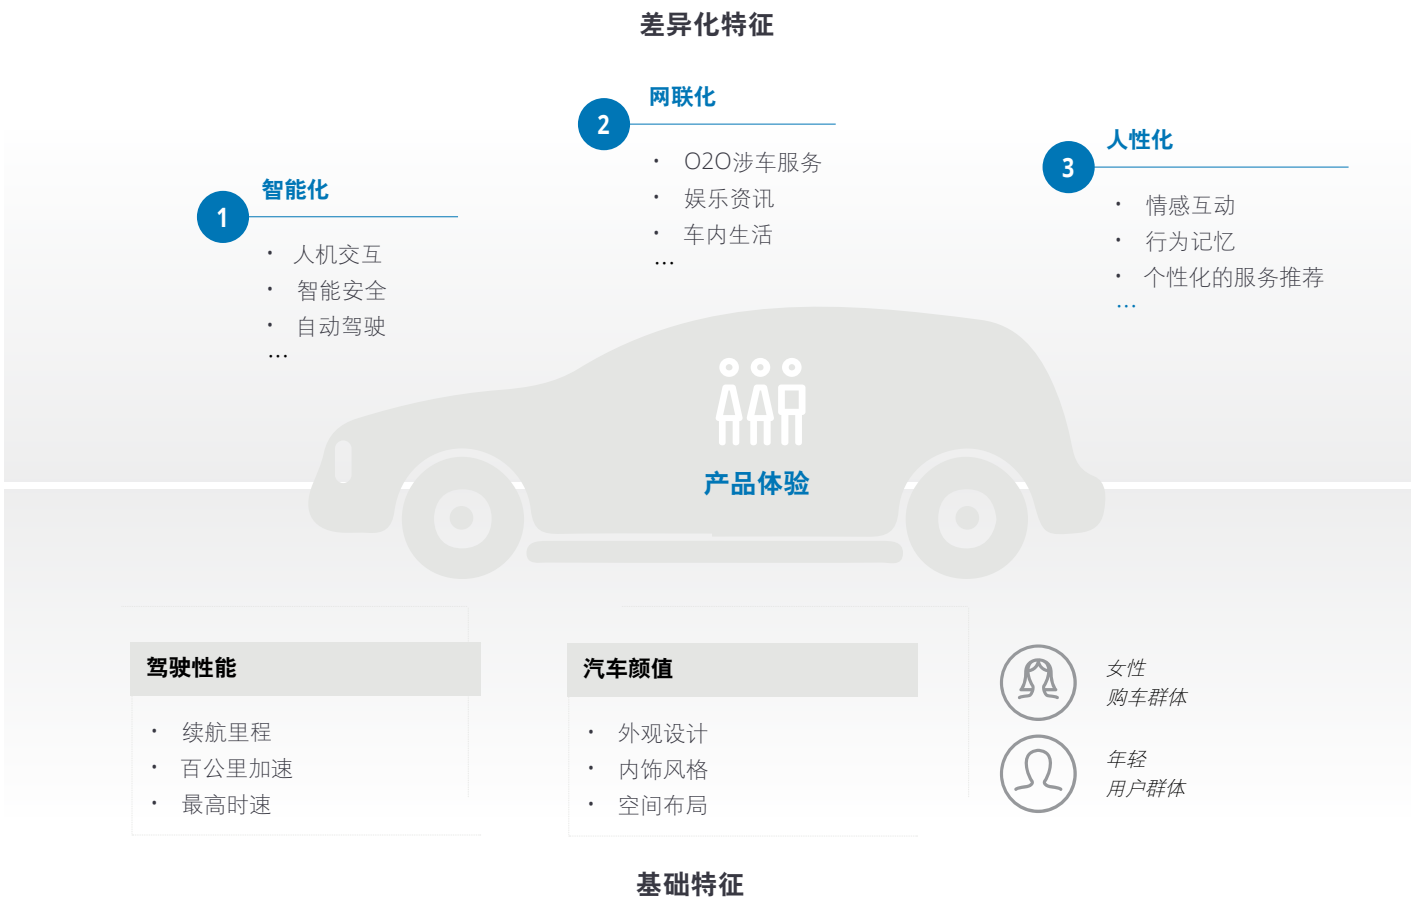 差异化特征
1
智能化
• 人机交互
• 智能安全
• 自动驾驶
...
2
网联化
• O2O涉车服务
• 娱乐资讯
• 车内生活
...
3
人性化
• 情感互动
• 行为记忆
• 个性化的服务推荐
...
产品体验
驾驶性能
• 续航里程
• 百公里加速
• 最高时速
汽车颜值
• 外观设计
• 内饰风格
• 空间布局
女性
购车群体
年轻
用户群体
基础特征